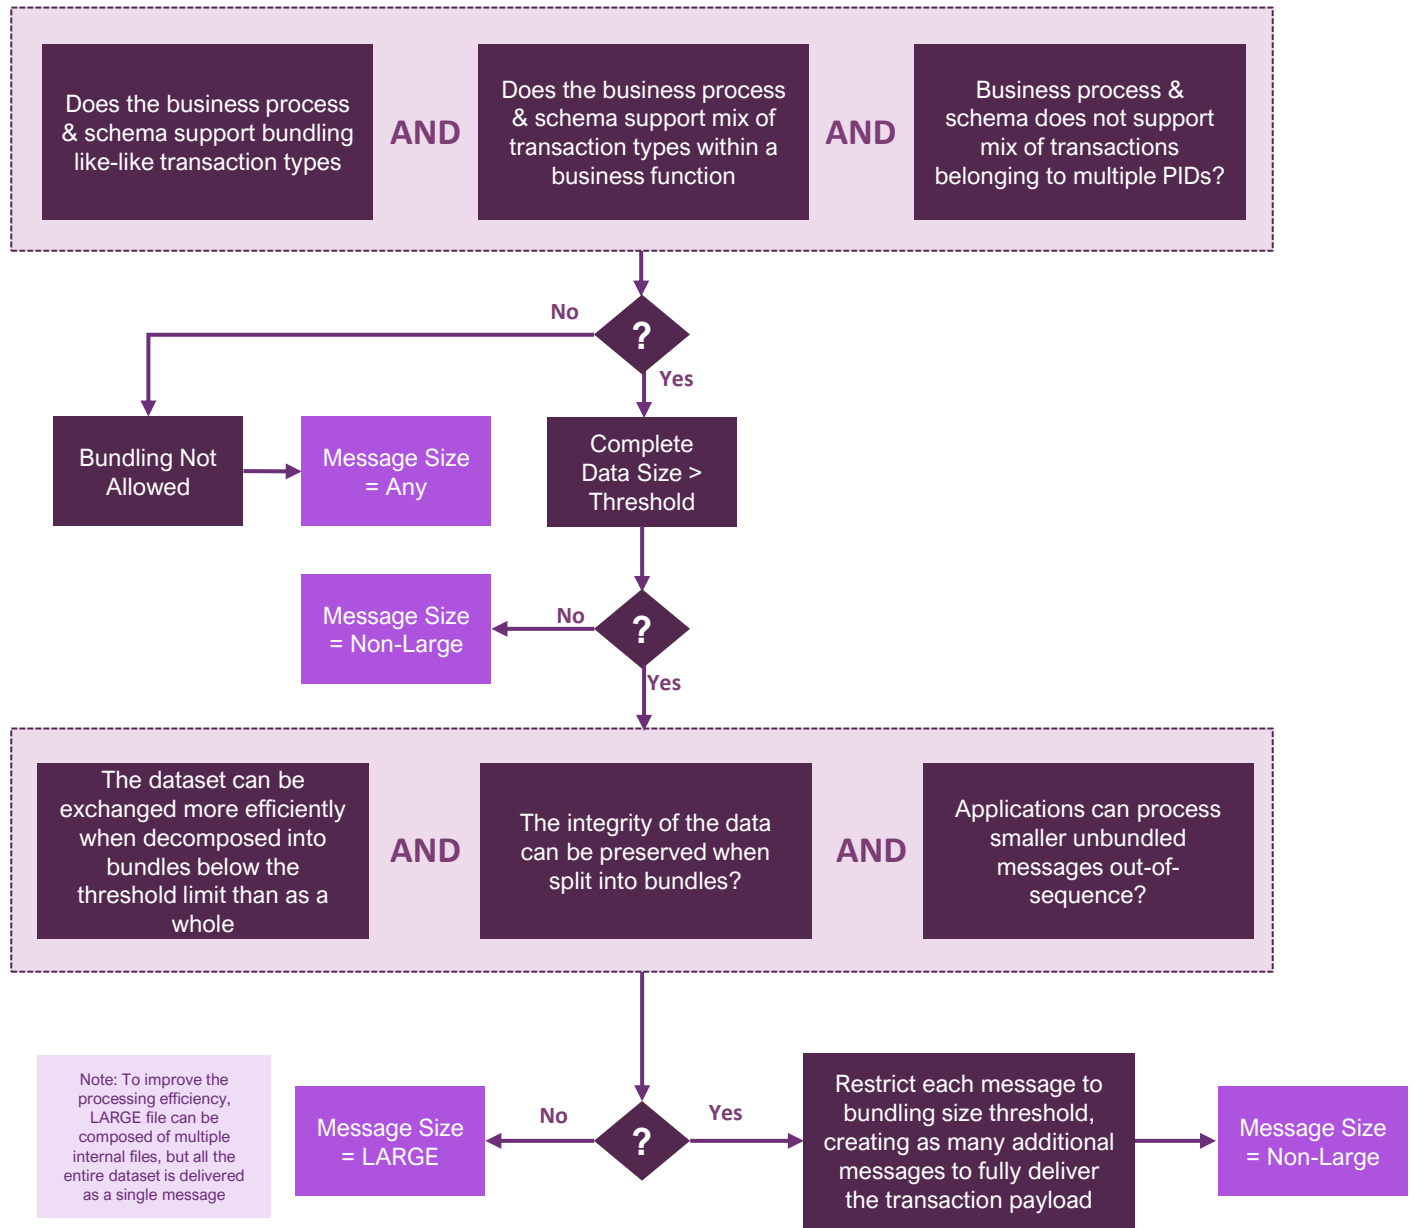 Does the business process
& schema support bundling
like-like transaction types
AND
Does the business process
& schema support mix of
transaction types within a
business function
AND
Business process &
schema does not support
mix of transactions
belonging to multiple PIDs?
No
?
Yes
Bundling Not
Allowed
Message Size
= Any
Complete
Data Size >
Threshold
Message Size
= Non-Large
No
?
Yes
The dataset can be
exchanged more efficiently
when decomposed into
bundles below the
threshold limit than as a
whole
AND
The integrity of the data
can be preserved when
split into bundles?
AND
Applications can process
smaller unbundled
messages out-of-
sequence?
Note: To improve the
processing efficiency,
LARGE file can be
composed of multiple
internal files, but all the
entire dataset is delivered
as a single message
Message Size
= LARGE
No
?
Yes
Restrict each message to
bundling size threshold,
creating as many additional
messages to fully deliver
the transaction payload
Message Size
= Non-Large